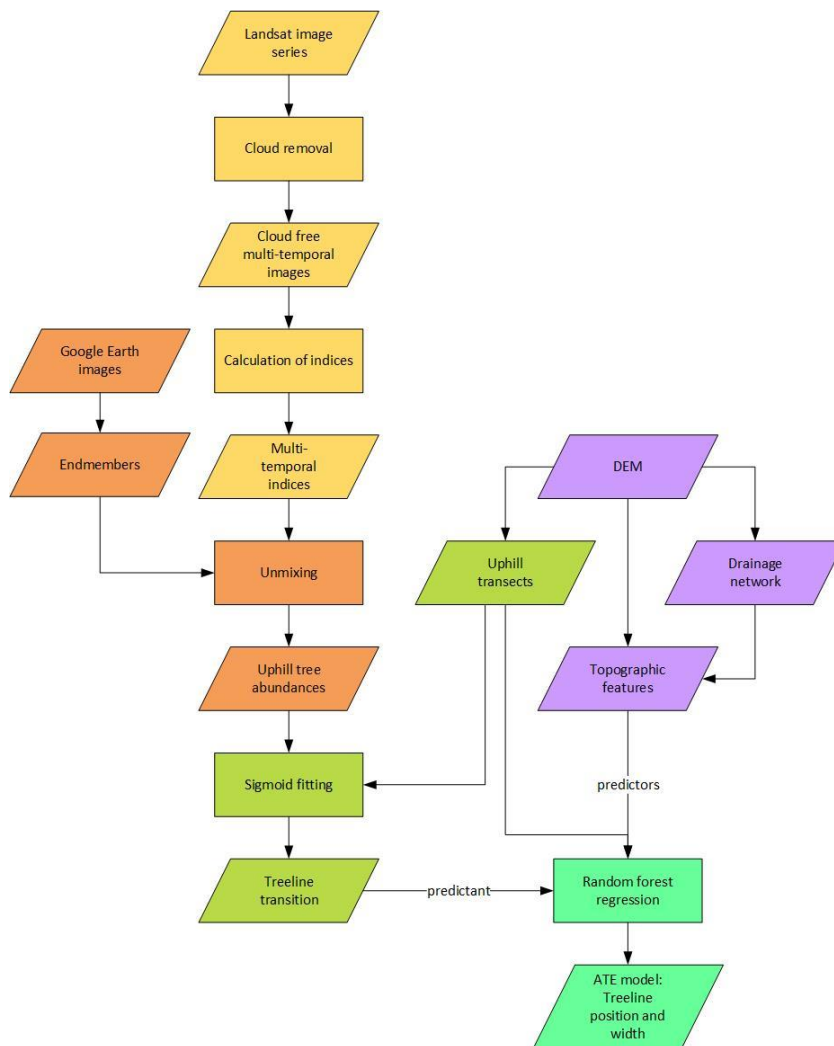 Landsat image
series
Cloud removal
Cloud free
multi-temporal
images
Google Earth
images
Calculation of indices
Endmembers
Multi-
temporal
indices
DEM
Unmixing
Uphill
transects
Drainage
network
Uphill tree
abundances
Topographic
features
Sigmoid fitting
predictors
Treeline
transition
predictant
Random forest
regression
ATE model:
Treeline
position and
width